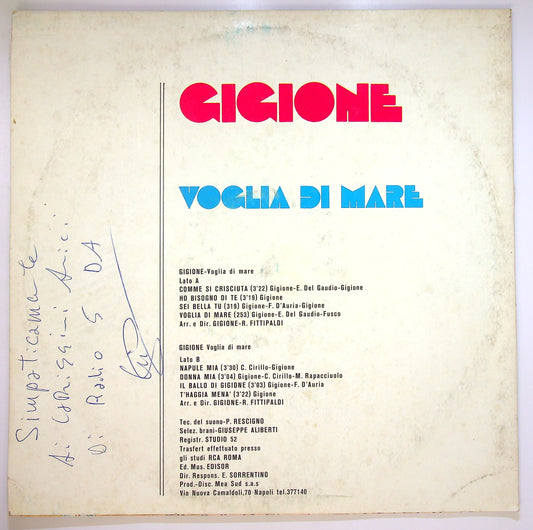 GIGIONE
VOGLIA DI MARE
GIGIONE-Voglia di mare
Lato A
COMME SI CRISCIUTA (3'22) Gigione-E. Del Gaudio-Gigione
HO BISOGNO DI TE (3'19) Gigione
SEI BELLA TU (319) Gigione-F. D'Auria-Gigione
VOGLIA DI MARE (253) Gigione-E. Del Gaudio-Fusco
Arr. e Dir. GIGIONE-R. FITTIPALDI
GIGIONE Voglia di mare
Lato B
NAPULE MIA (3'30) C. Cirillo-Gigione
DONNA MIA (3'04) Gigione-C. Cirillo-M. Rapacciuolo
IL BALLO DI GIGIONE (3'03) Gigione-F. D'Auria
T'HAGGIA MENA' (3'22) Gigione
Arr. e Dir. GIGIONE-R. FITTIPALDI
Tec. del suono-P. RESCIGNO
Selez. brani-GIUSEPPE ALIBERTI
Registr. STUDIO 52
Trasfert effettuato presso
gli studi RCA ROMA
Ed. Mus. EDISOR
Dir. Respons. E. SORRENTINO
Prod.-Disc. Mea Sud s.a.s
Via Nuova Camaldoli,70 Napoli tel.377140
Simpaticamente
Ai carissimi Amici
Di Radio S DA